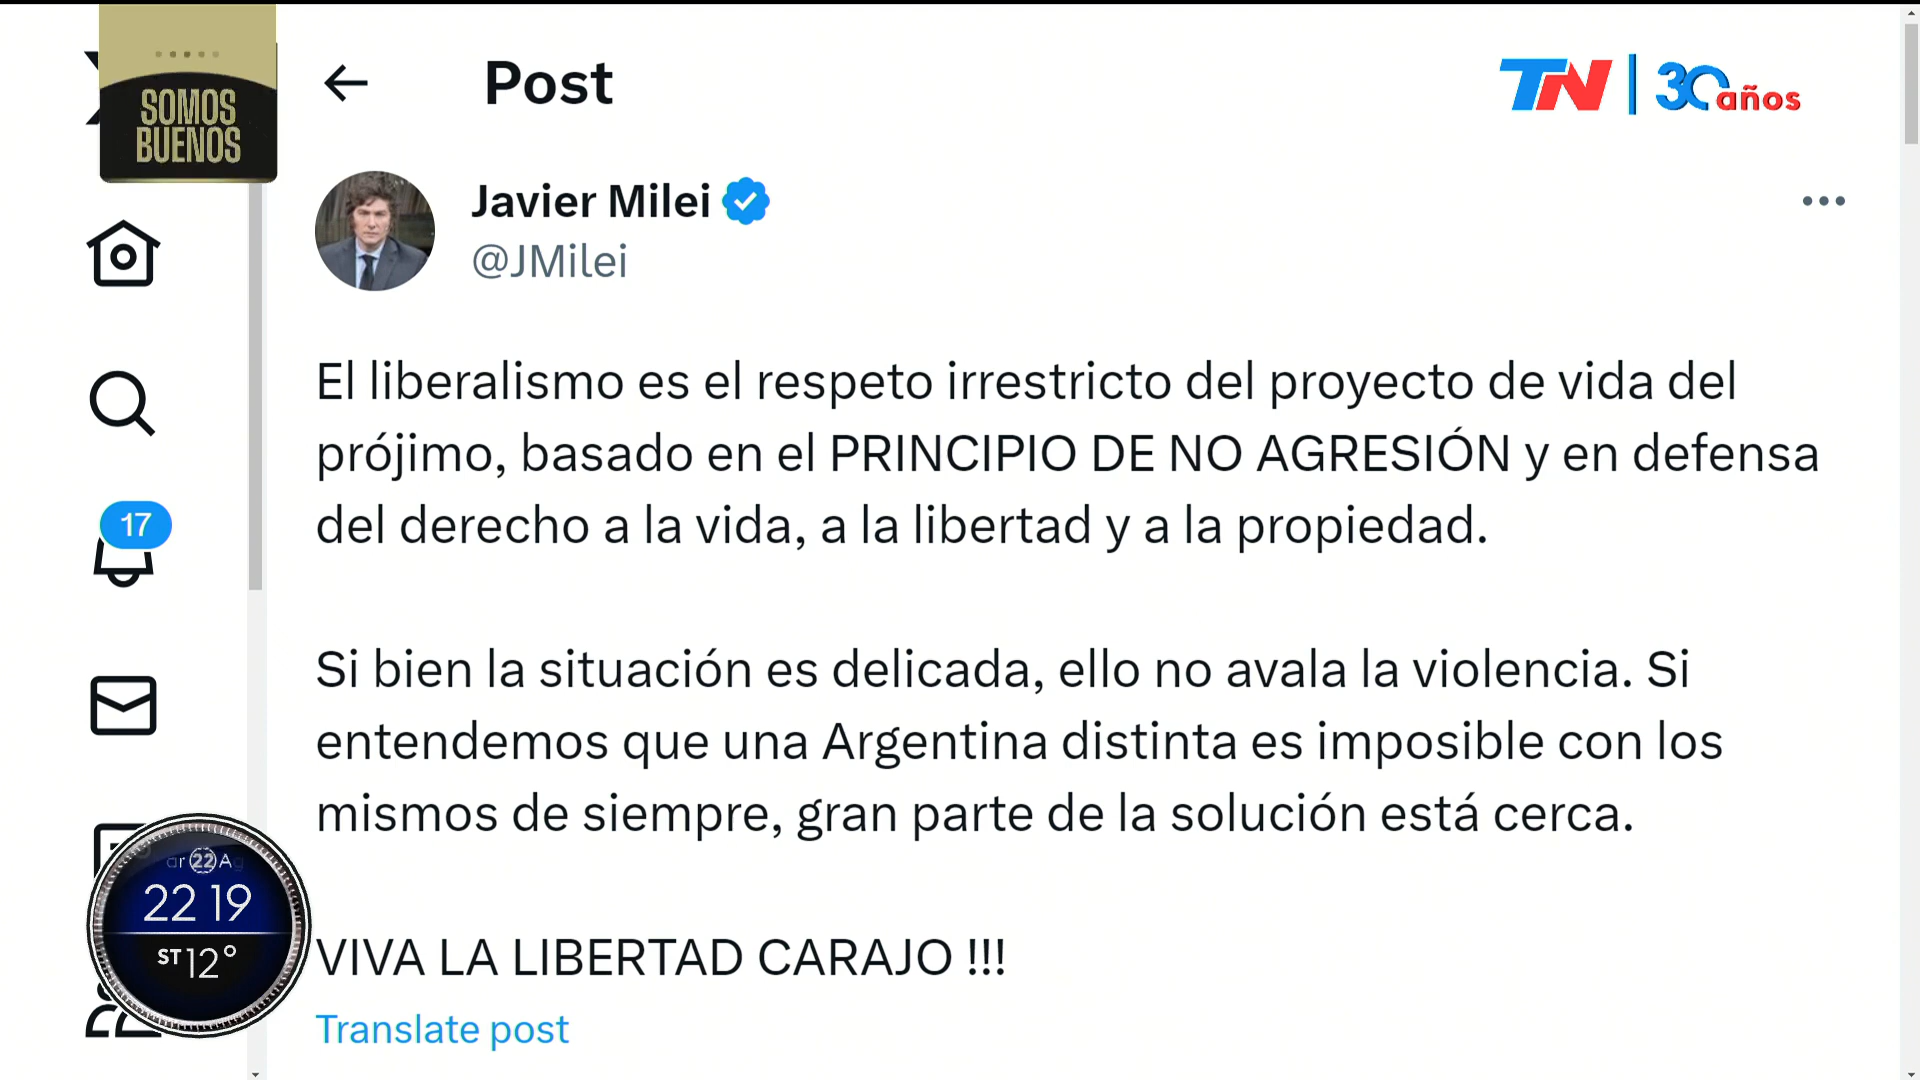 SOMOS
BUENOS
Post
TN 30años
Javier Milei
@JMilei
17
El liberalismo es el respeto irrestricto del proyecto de vida del
prójimo, basado en el PRINCIPIO DE NO AGRESIÓN y en defensa
del derecho a la vida, a la libertad y a la propiedad.
Si bien la situación es delicada, ello no avala la violencia. Si
entendemos que una Argentina distinta es imposible con los
mismos de siempre, gran parte de la solución está cerca.
VIVA LA LIBERTAD CARAJO !!!
Translate post
ar 22 Ag
22 19
ST 12°